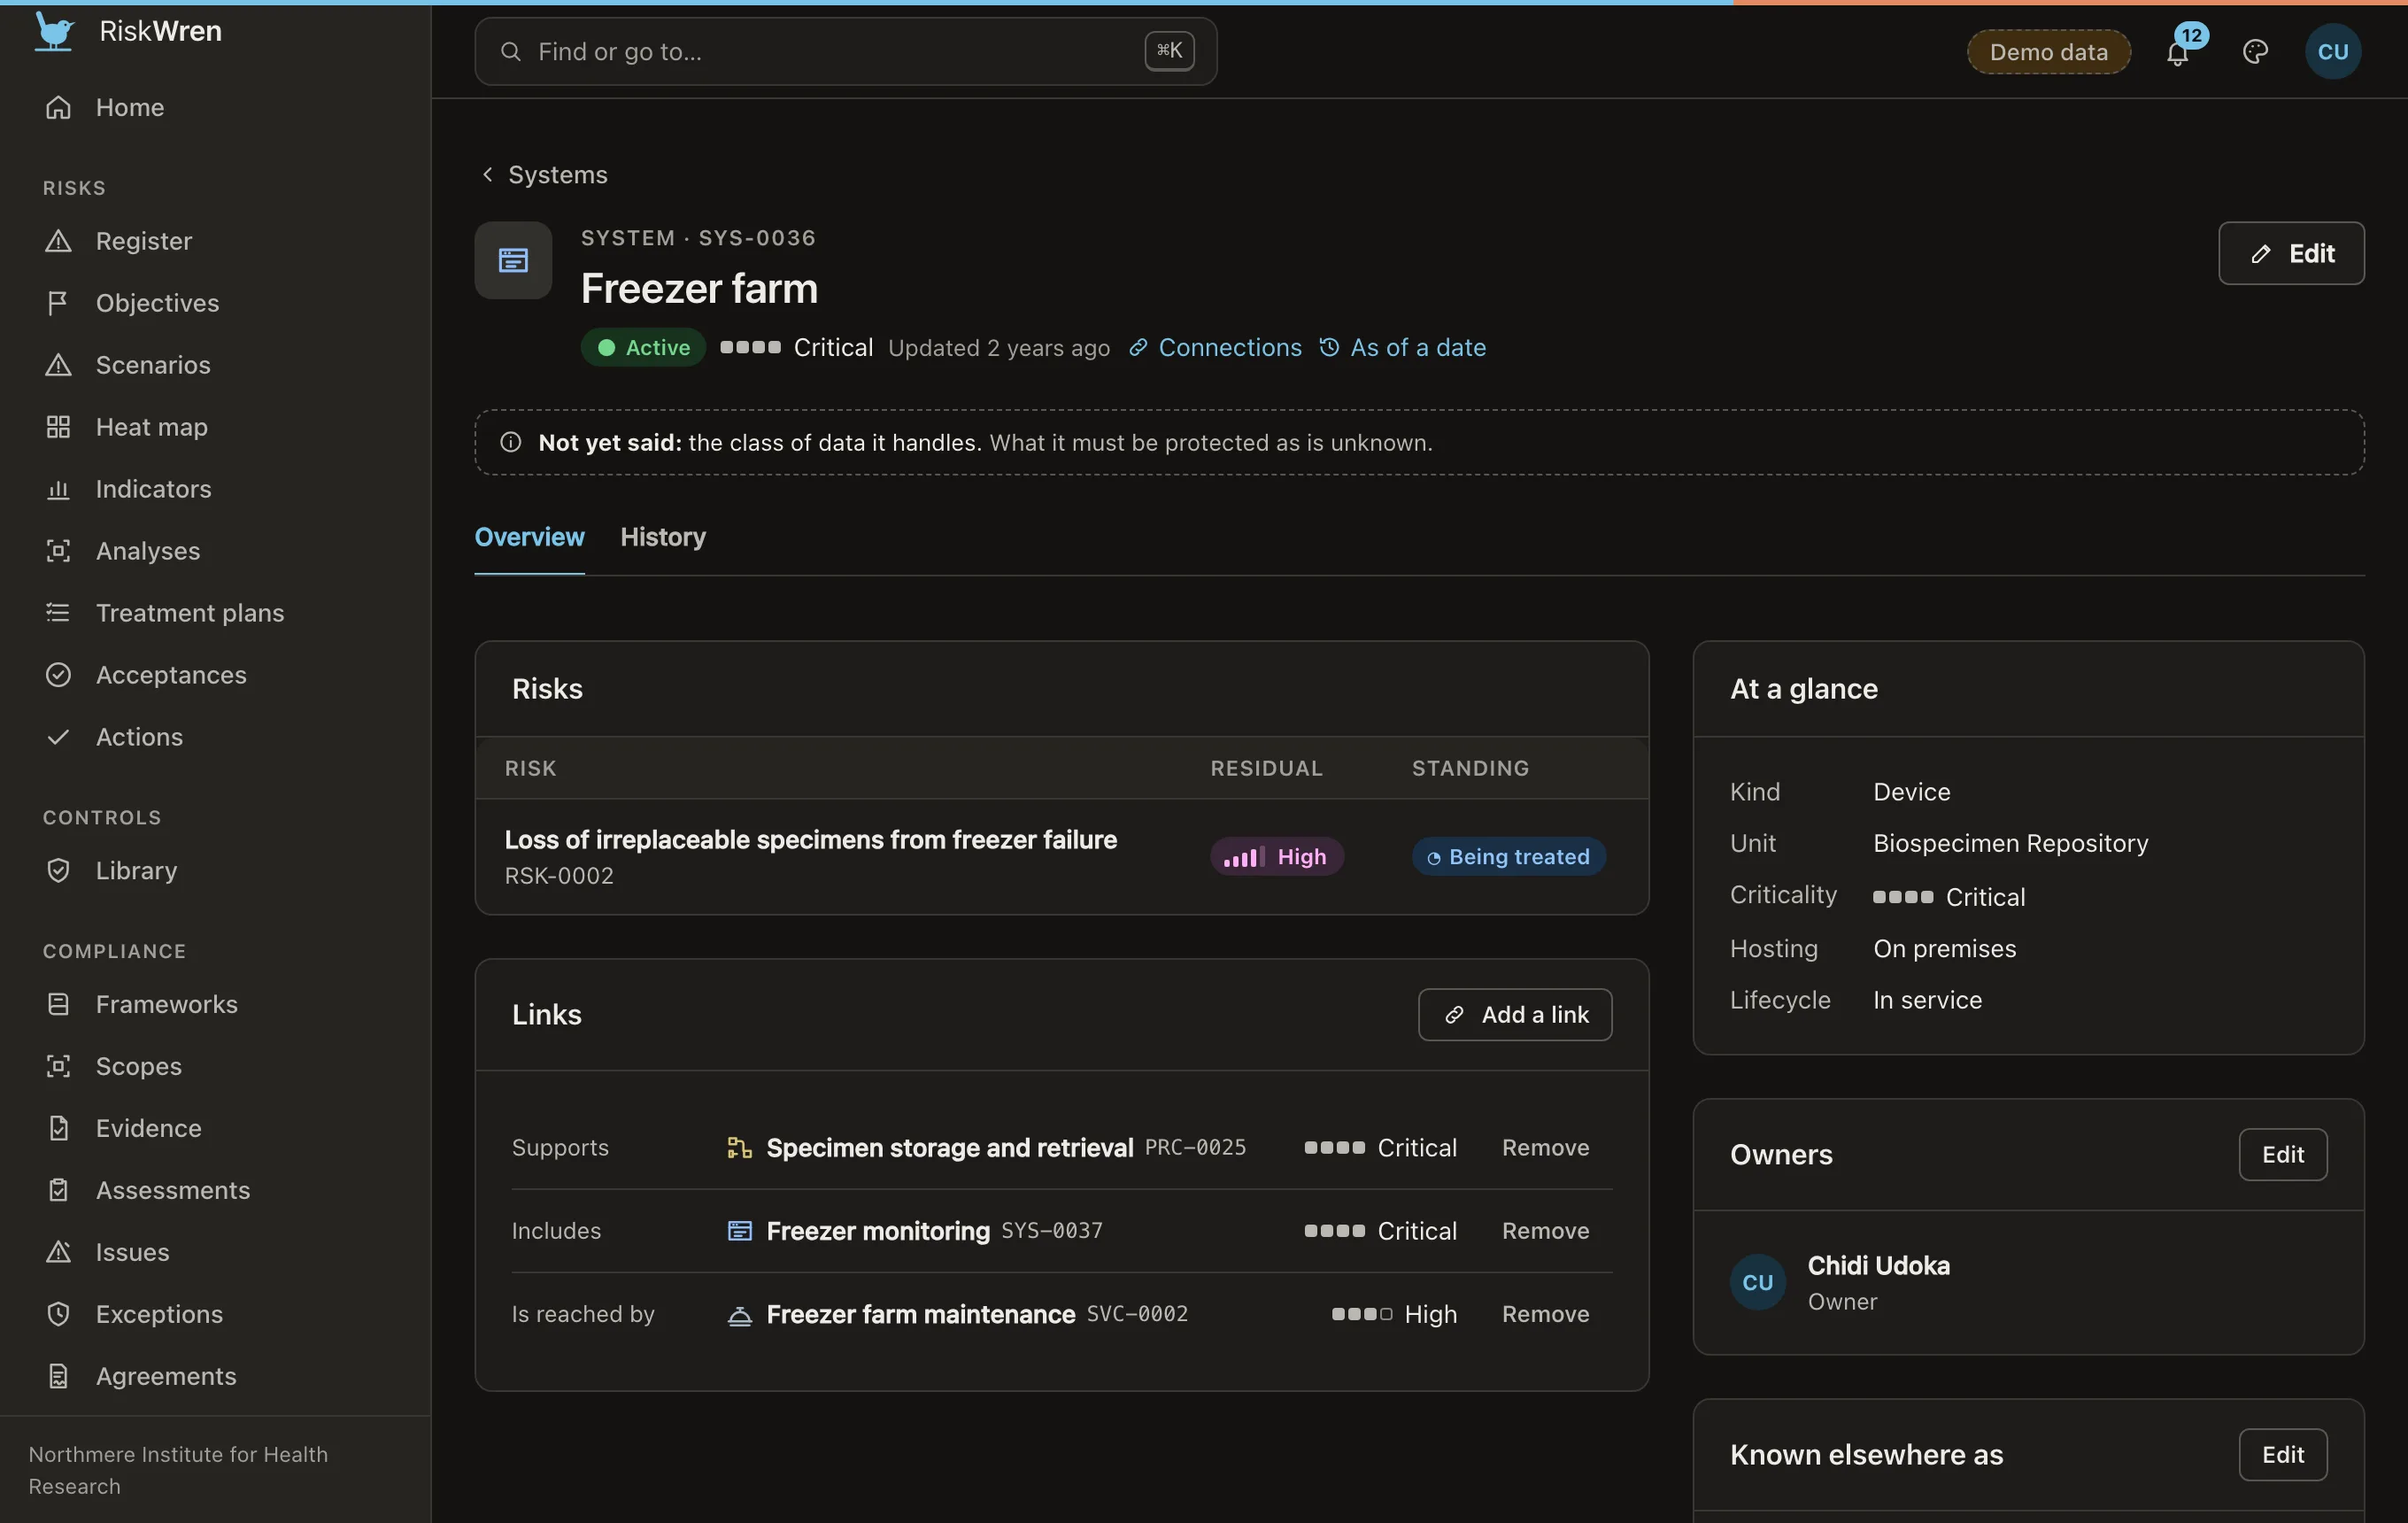 RiskWren
Find or go to...
⌘K
Demo data
12
CU
Home
RISKS
Register
Objectives
Scenarios
Heat map
Indicators
Analyses
Treatment plans
Acceptances
Actions
CONTROLS
Library
COMPLIANCE
Frameworks
Scopes
Evidence
Assessments
Issues
Exceptions
Agreements
Northmere Institute for Health
Research
Systems
SYSTEM · SYS-0036
Freezer farm
Edit
Active Critical Updated 2 years ago Connections As of a date
Not yet said: the class of data it handles. What it must be protected as is unknown.
Overview History
Risks
RISK RESIDUAL STANDING
Loss of irreplaceable specimens from freezer failure
RSK-0002
High
Being treated
Links
Add a link
Supports Specimen storage and retrieval PRC-0025 Critical Remove
Includes Freezer monitoring SYS-0037 Critical Remove
Is reached by Freezer farm maintenance SVC-0002 High Remove
At a glance
Kind Device
Unit Biospecimen Repository
Criticality Critical
Hosting On premises
Lifecycle In service
Owners
Edit
CU
Chidi Udoka
Owner
Known elsewhere as
Edit